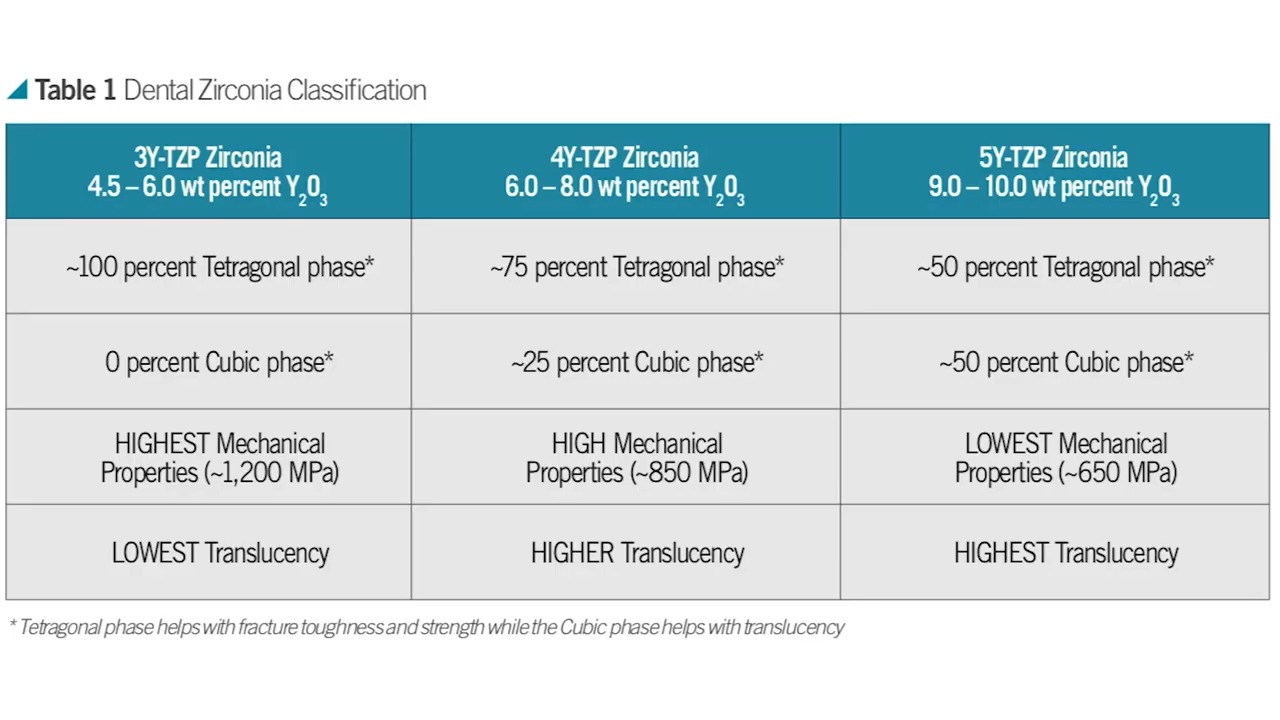 Table 1 Dental Zirconia Classification
3Y-TZP Zirconia
4.5 – 6.0 wt percent Y₂O₃
4Y-TZP Zirconia
6.0 – 8.0 wt percent Y₂O₃
5Y-TZP Zirconia
9.0 – 10.0 wt percent Y₂O₃
~100 percent Tetragonal phase*
~75 percent Tetragonal phase*
~50 percent Tetragonal phase*
0 percent Cubic phase*
~25 percent Cubic phase*
~50 percent Cubic phase*
HIGHEST Mechanical
Properties (~1,200 MPa)
HIGH Mechanical
Properties (~850 MPa)
LOWEST Mechanical
Properties (~650 MPa)
LOWEST Translucency
HIGHER Translucency
HIGHEST Translucency
* Tetragonal phase helps with fracture toughness and strength while the Cubic phase helps with translucency